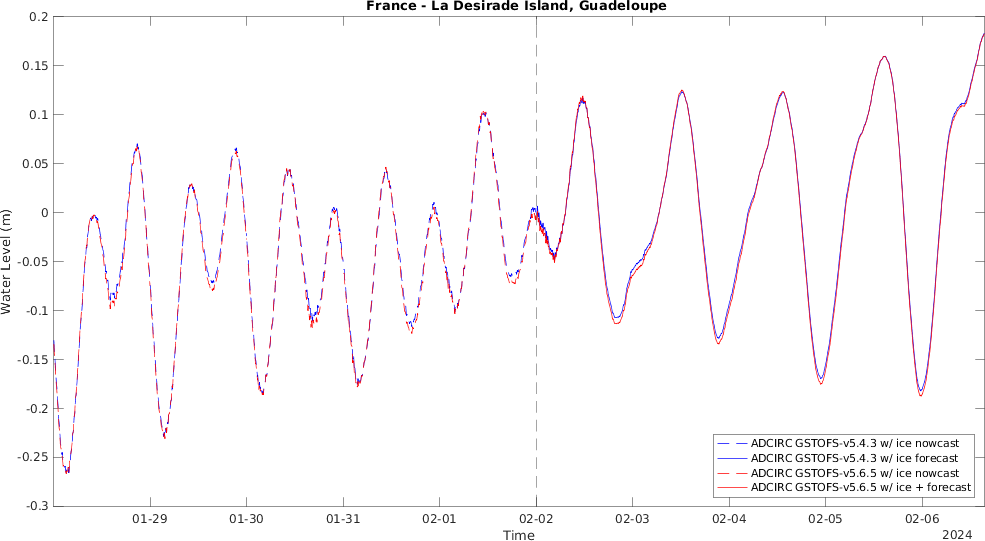 France - La Desirade Island, Guadeloupe
0.2
0.15
0.1
0.05
0
-0.05
-0.1
-0.15
-0.2
-0.25
-0.3
Water Level (m)
ADCIRC GSTOFS-v5.4.3 w/ ice nowcast
ADCIRC GSTOFS-v5.4.3 w/ ice forecast
ADCIRC GSTOFS-v5.6.5 w/ ice nowcast
ADCIRC GSTOFS-v5.6.5 w/ ice + forecast
01-29 01-30 01-31 02-01 02-02 02-03 02-04 02-05 02-06
Time
2024